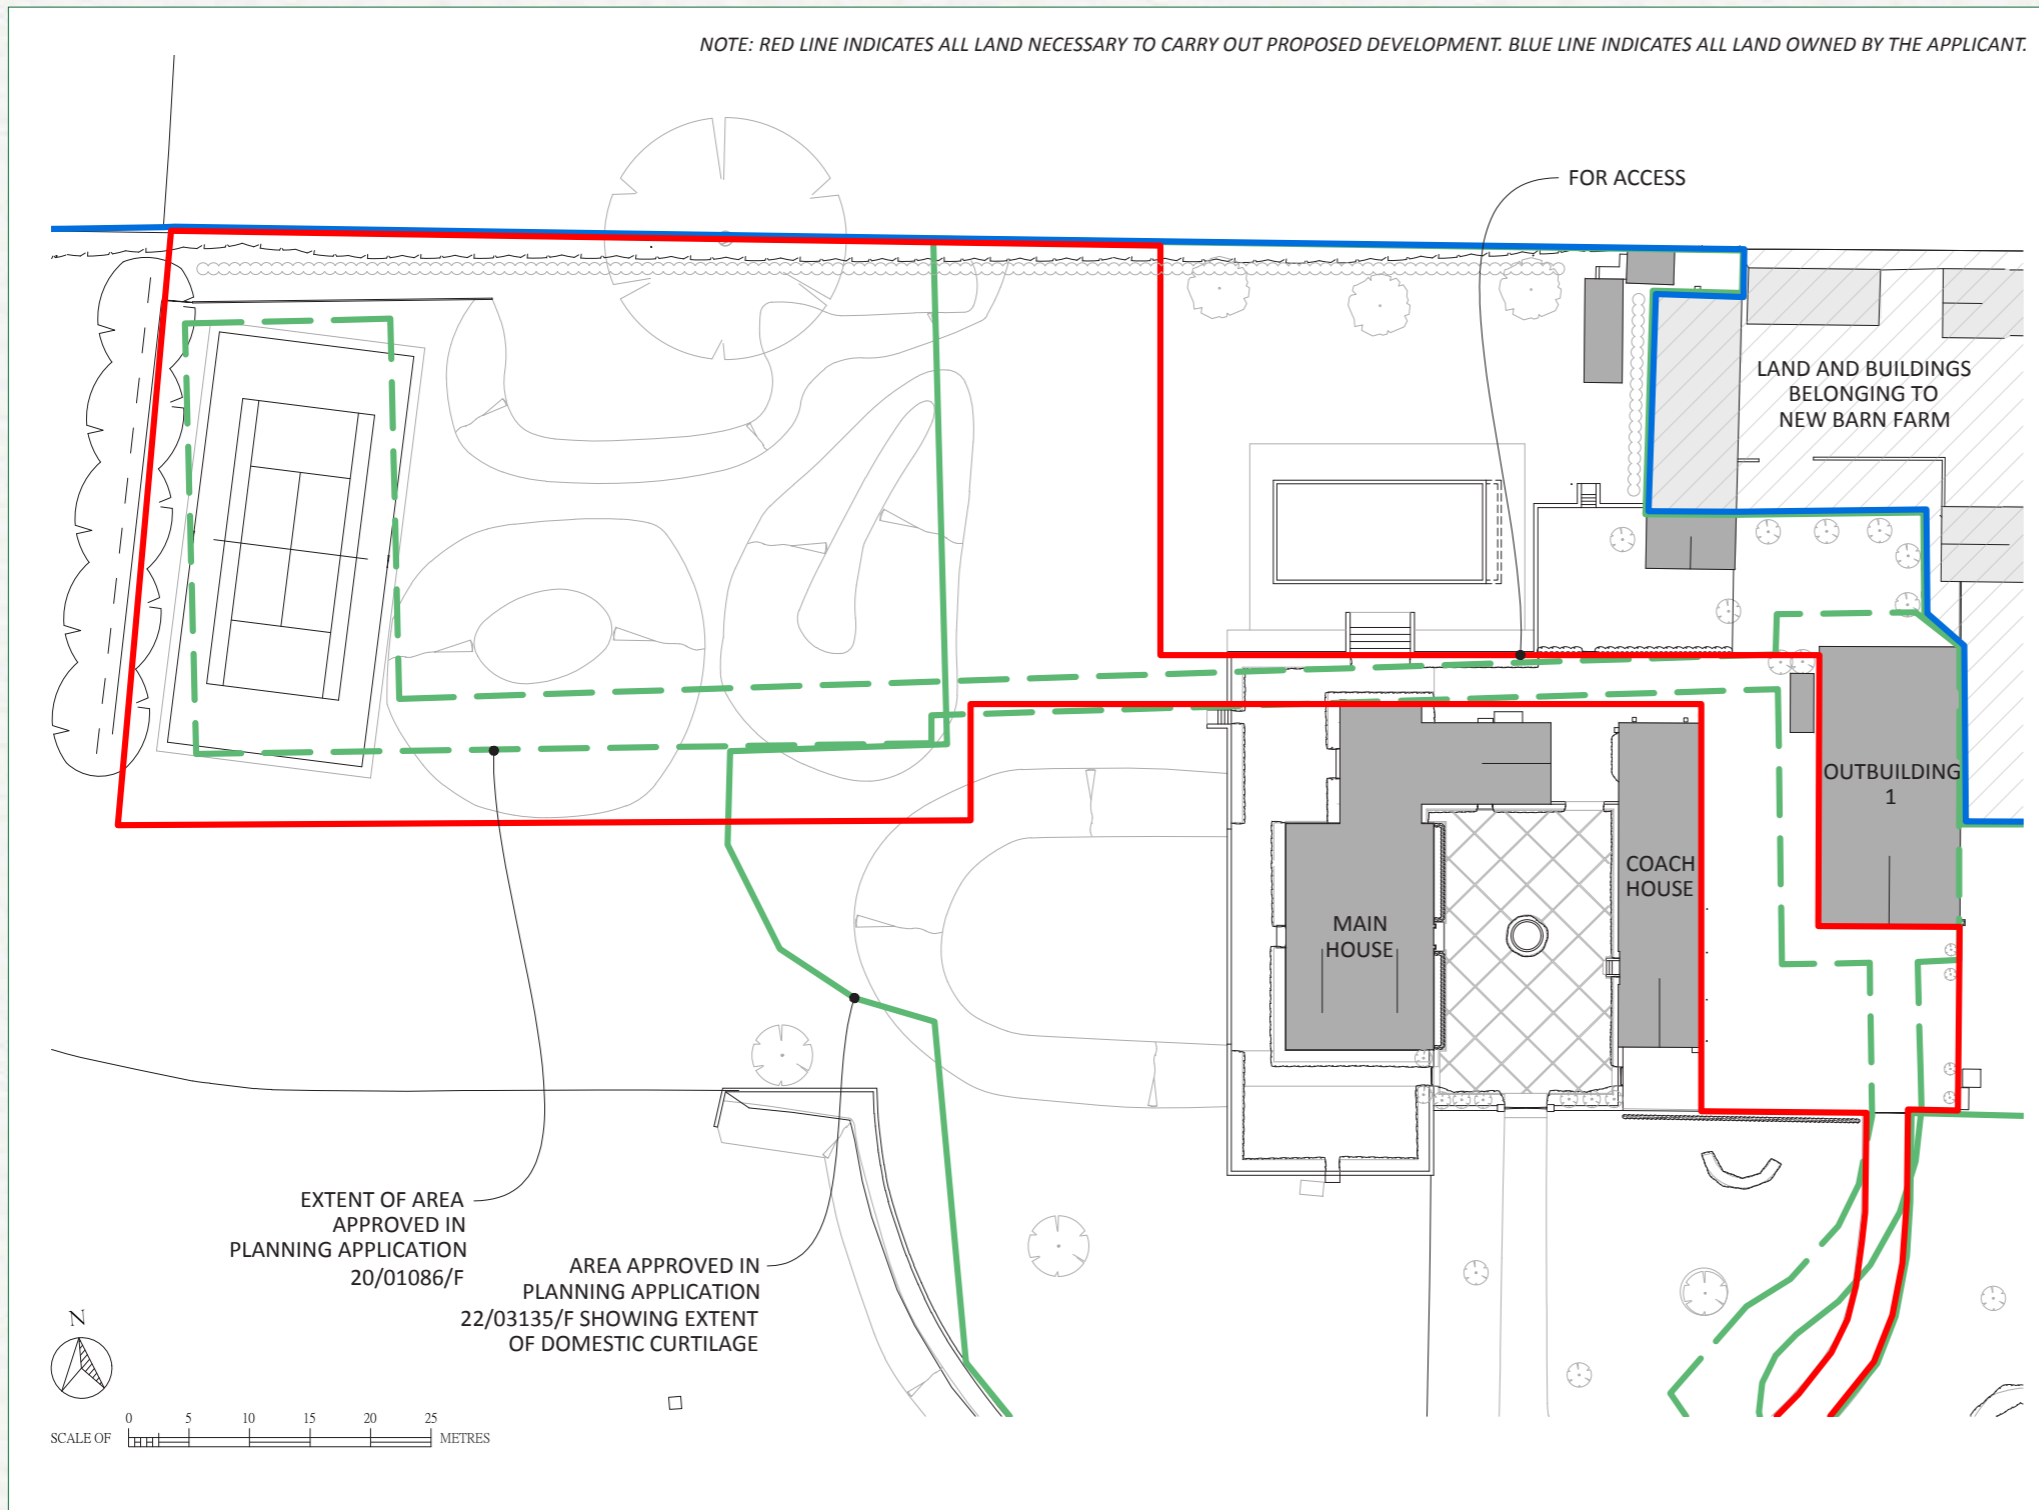 NOTE: RED LINE INDICATES ALL LAND NECESSARY TO CARRY OUT PROPOSED DEVELOPMENT. BLUE LINE INDICATES ALL LAND OWNED BY THE APPLICANT.
FOR ACCESS
LAND AND BUILDINGS
BELONGING TO
NEW BARN FARM
OUTBUILDING
1
COACH
HOUSE
MAIN
HOUSE
EXTENT OF AREA
APPROVED IN
PLANNING APPLICATION
20/01086/F
AREA APPROVED IN
PLANNING APPLICATION
22/03135/F SHOWING EXTENT
OF DOMESTIC CURTILAGE
N
0 5 10 15 20 25
SCALE OF METRES